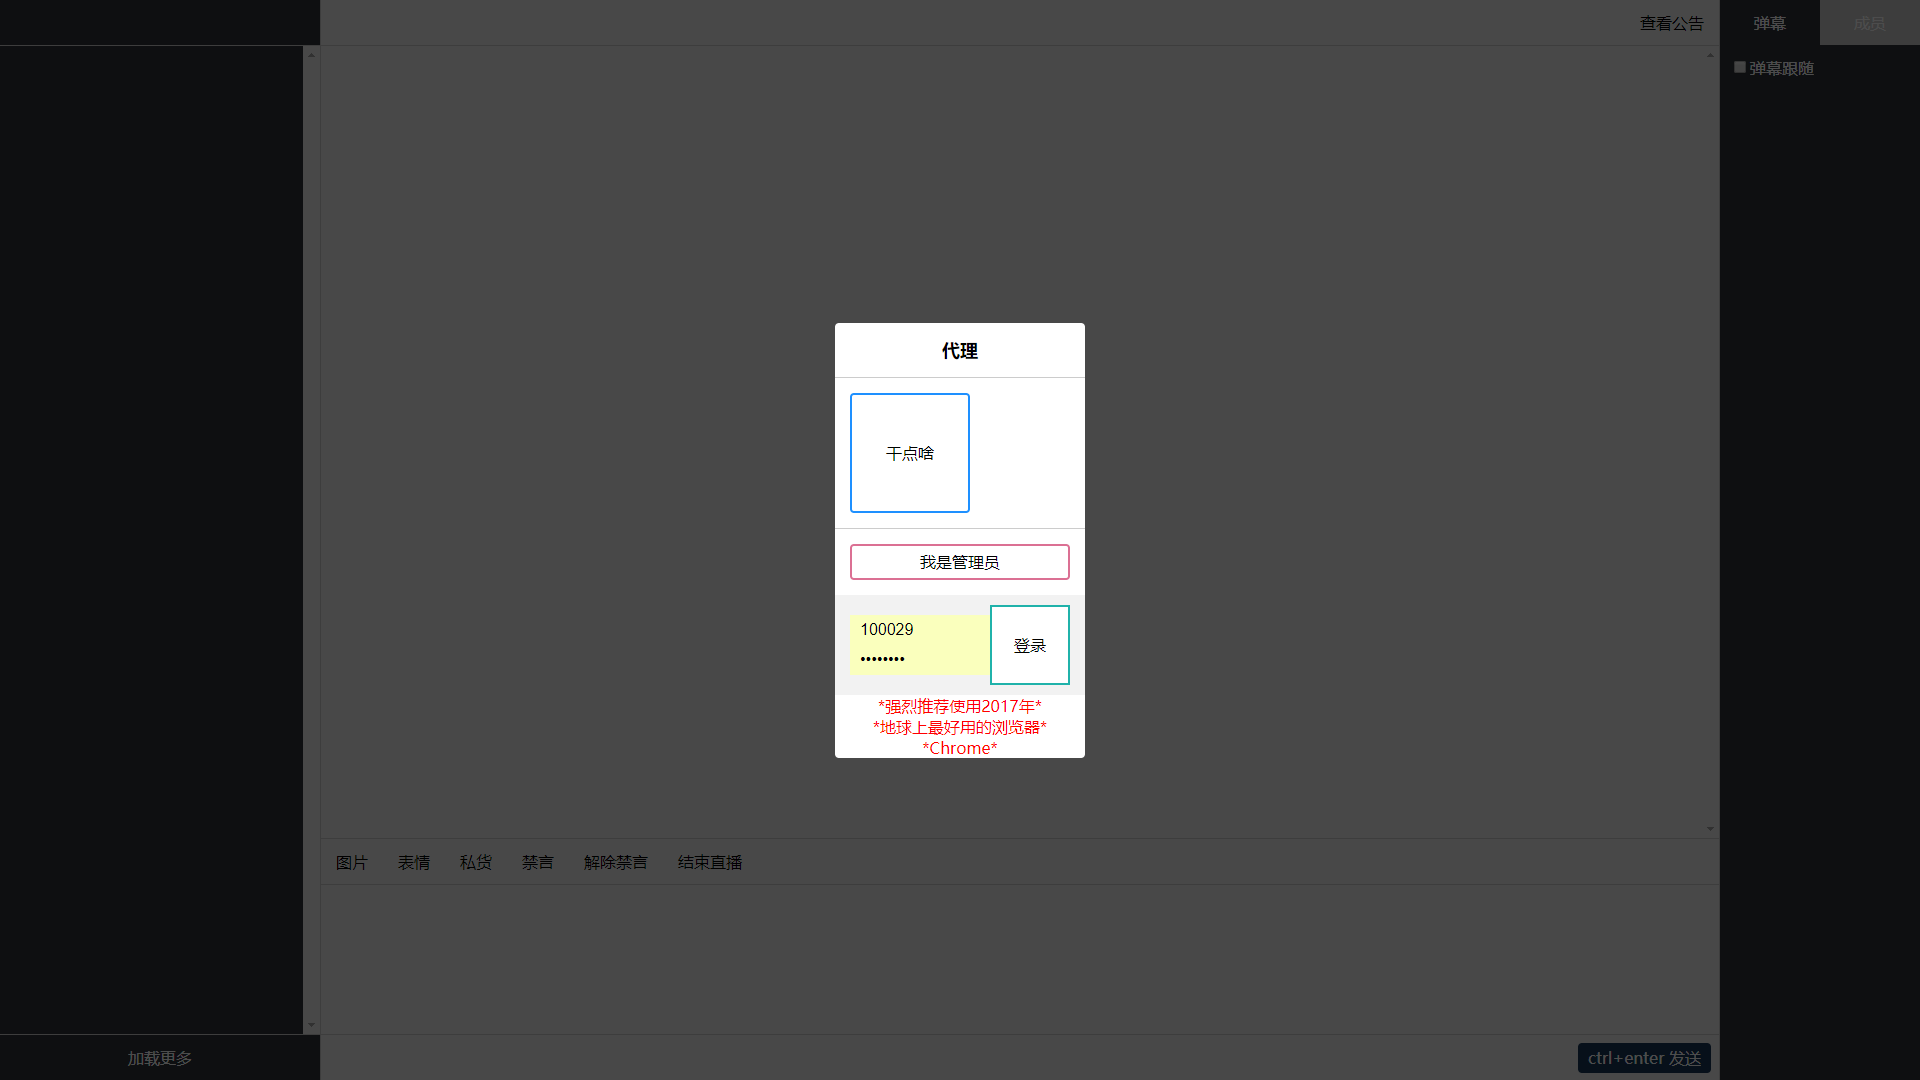 查看公告
弹幕
成员
弹幕跟随
代理
干点啥
我是管理员
100029
••••••••
登录
*强烈推荐使用2017年*
*地球上最好用的浏览器*
*Chrome*
图片 表情 私货 禁言 解除禁言 结束直播
加载更多
ctrl+enter 发送